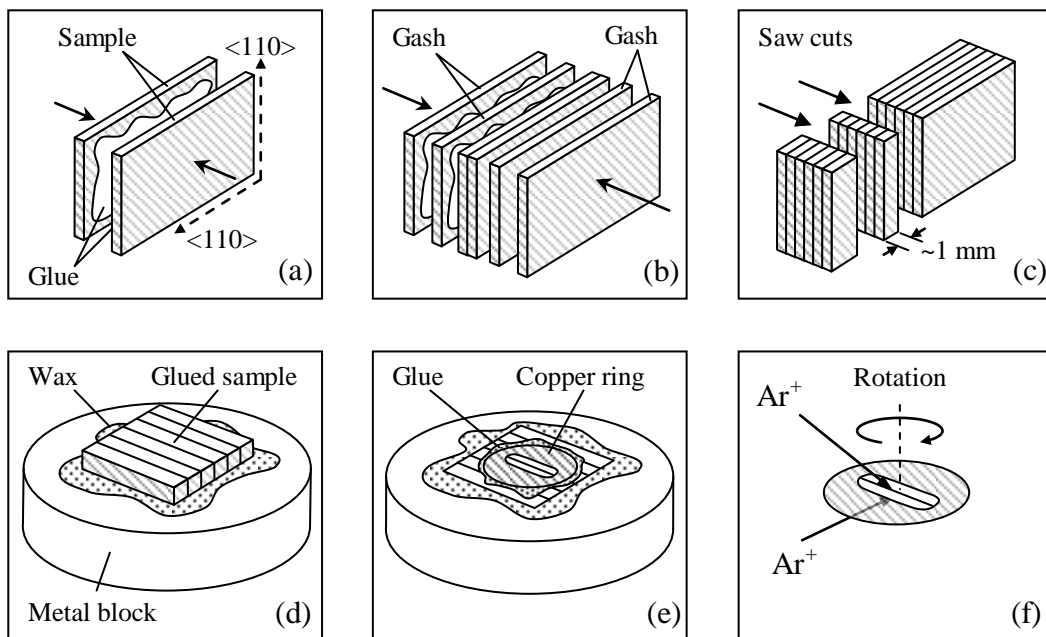 Sample
<110>
<110>
Glue
(a)
Gash
Gash
(b)
Saw cuts
~1 mm
(c)
Wax
Glued sample
Metal block
(d)
Glue
Copper ring
(e)
Rotation
Ar+
Ar+
(f)